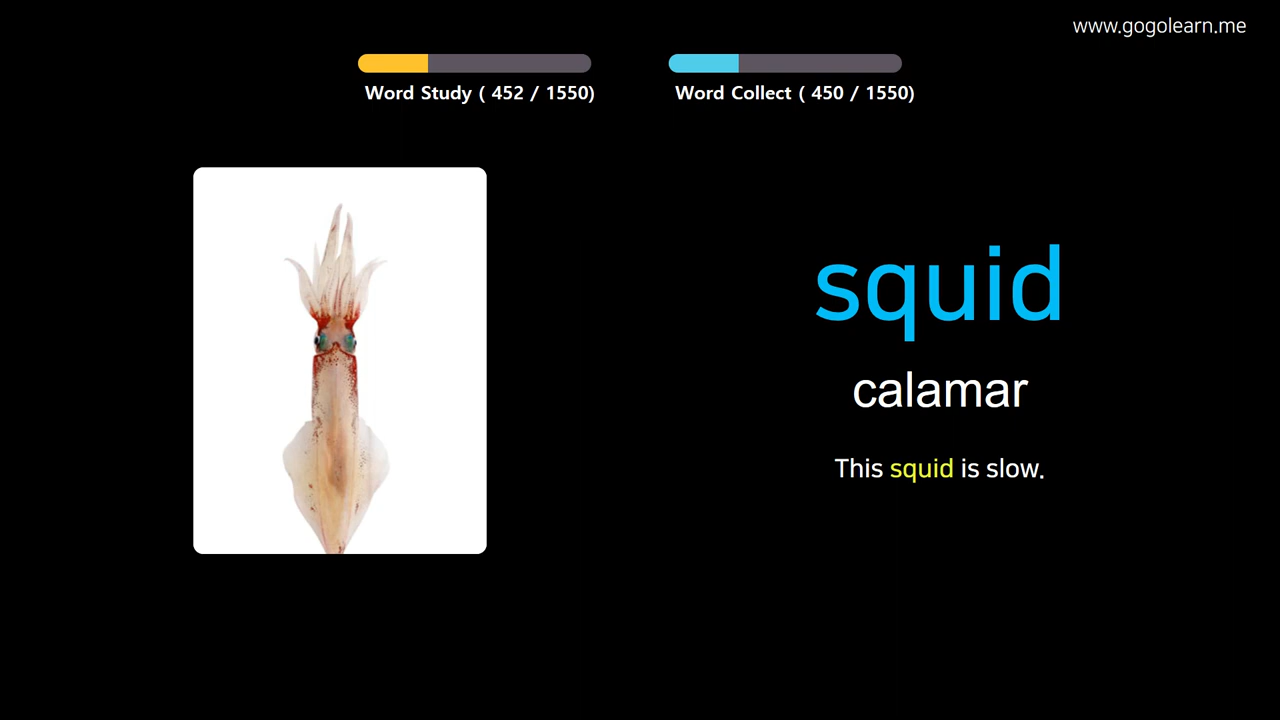 www.gogolearn.me
Word Study ( 452 / 1550)
Word Collect ( 450 / 1550)
squid
calamar
This squid is slow.